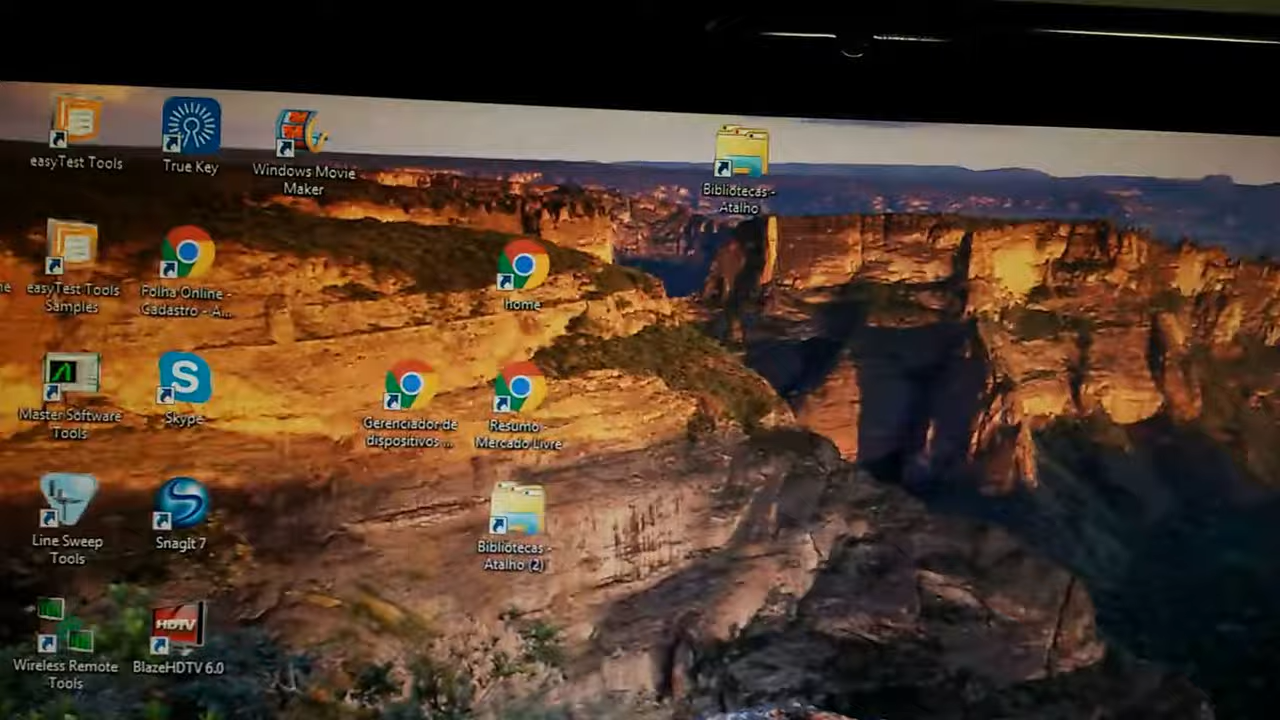 easyTest Tools
True Key
Windows Movie
Maker
Bibliotecas -
Atalho
easyTest Tools
Samples
Folha Online -
Cadastro - A...
home
Master Software
Tools
S
Skype
Gerenciador de
dispositivos ...
Resumo -
Mercado Livre
Line Sweep
Tools
Snagit 7
Bibliotecas -
Atalho (2)
Wireless Remote
Tools
HDTV
BlazeHDTV 6.0